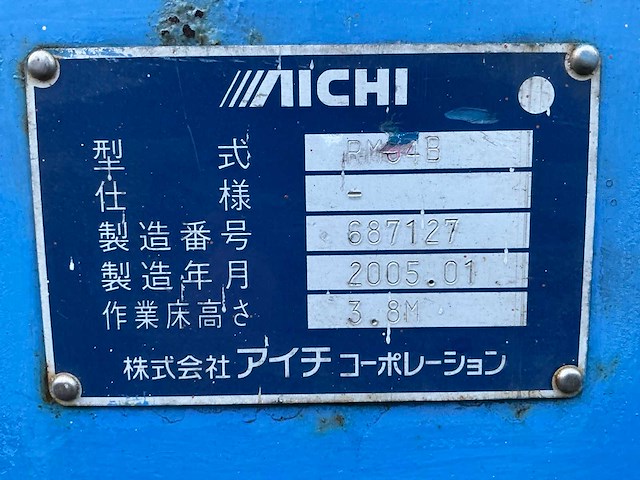 AICHI
型式 RM04B
仕様 -
製造番号 687127
製造年月 2005.01
作業床高さ 3.8M
株式会社 アイチ コーポレーション